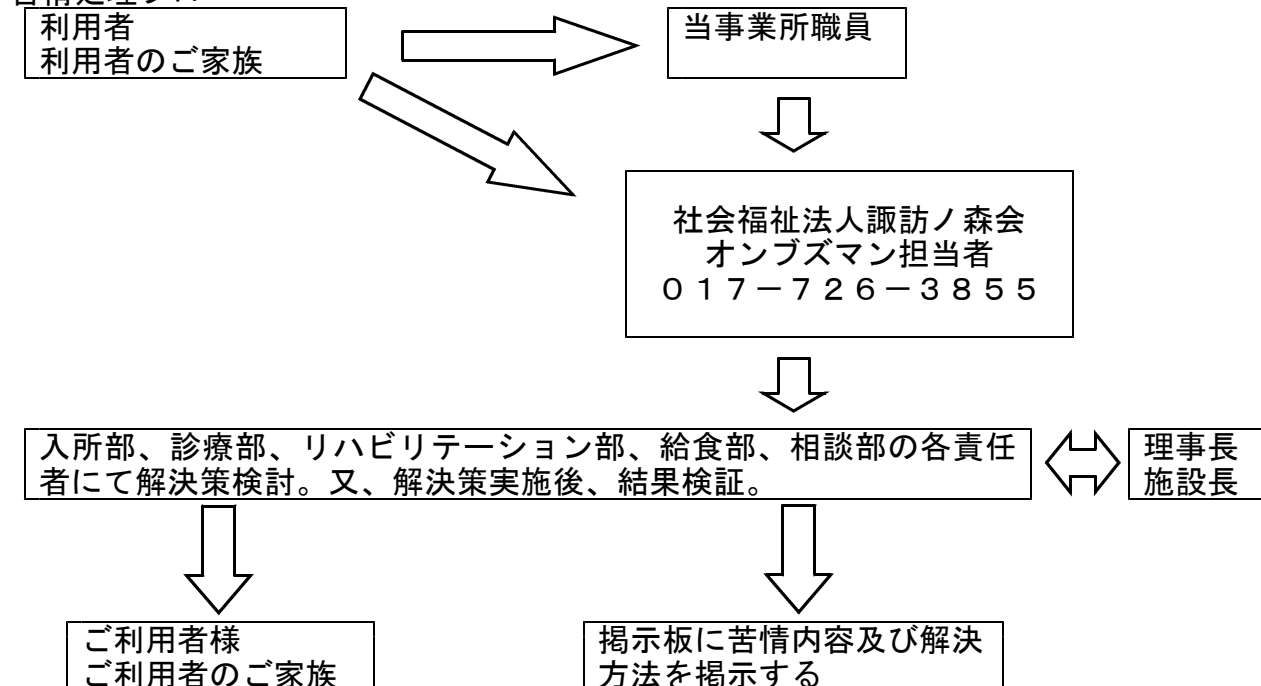 利用者
利用者のご家族
当事業所職員
社会福祉法人諏訪ノ森会
オンブズマン担当者
017-726-3855
入所部、診療部、リハビリテーション部、給食部、相談部の各責任
者にて解決策検討。又、解決策実施後、結果検証。
理事長
施設長
ご利用者様
ご利用者のご家族
掲示板に苦情内容及び解決
方法を掲示する